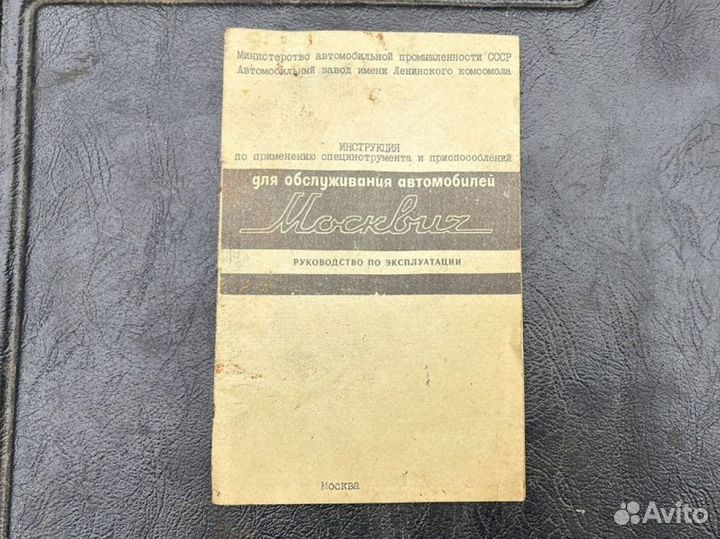 Министерство автомобильной промышленности СССР
Автомобильный завод имени Ленинского комсомола
ИНСТРУКЦИЯ
по применению специнструмента и приспособлений
для обслуживания автомобилей
Москвич
РУКОВОДСТВО ПО ЭКСПЛУАТАЦИИ
Москва
Avito